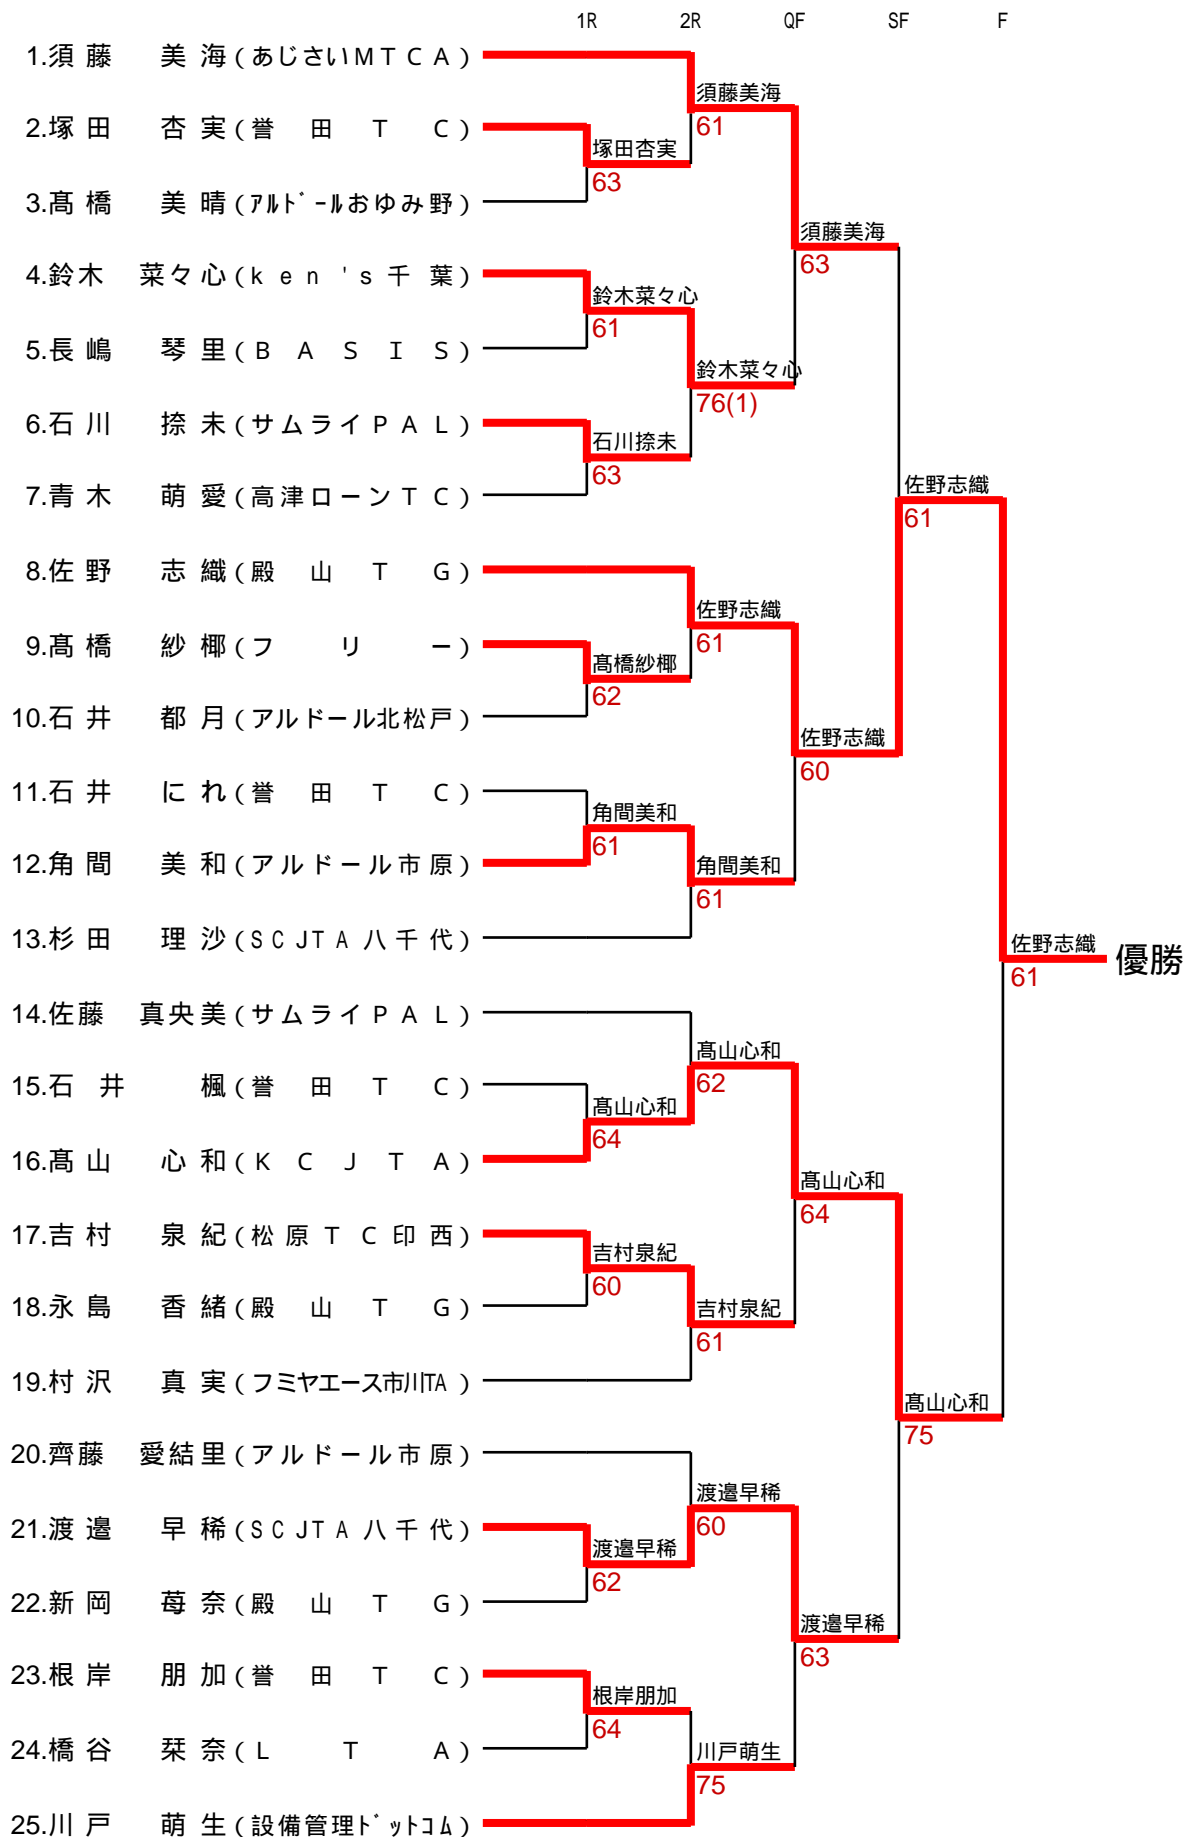 1R 2R QF SF F
1.須藤 美海(あじさいMTCA)
須藤美海
61
2.塚田 杏実(誉田TC)
塚田杏実
63
3.髙橋 美晴(ｱﾙﾄﾞｰﾙおゆみ野)
須藤美海
63
4.鈴木 菜々心(ken's千葉)
鈴木菜々心
61
5.長嶋 琴里(BASIS)
鈴木菜々心
76(1)
6.石川 捺未(サムライPAL)
石川捺未
63
7.青木 萌愛(高津ローンTC)
佐野志織
61
8.佐野 志織(殿山TG)
佐野志織
61
9.髙橋 紗椰(フリー)
髙橋紗椰
62
10.石井 都月(アルドール北松戸)
佐野志織
60
11.石井 にれ(誉田TC)
角間美和
61
12.角間 美和(アルドール市原)
角間美和
61
13.杉田 理沙(SCJTA八千代)
佐野志織 優勝
61
14.佐藤 真央美(サムライPAL)
髙山心和
62
15.石井 楓(誉田TC)
髙山心和
64
16.髙山 心和(KCJTA)
髙山心和
64
17.吉村 泉紀(松原TC印西)
吉村泉紀
60
18.永島 香緒(殿山TG)
吉村泉紀
61
19.村沢 真実(フミヤエース市川TA)
髙山心和
75
20.齊藤 愛結里(アルドール市原)
渡邉早稀
60
21.渡邉 早稀(SCJTA八千代)
渡邉早稀
62
22.新岡 苺奈(殿山TG)
渡邉早稀
63
23.根岸 朋加(誉田TC)
根岸朋加
64
24.橋谷 栞奈(LTA)
川戸萌生
75
25.川戸 萌生(設備管理ﾄﾞｯﾄｺﾑ)